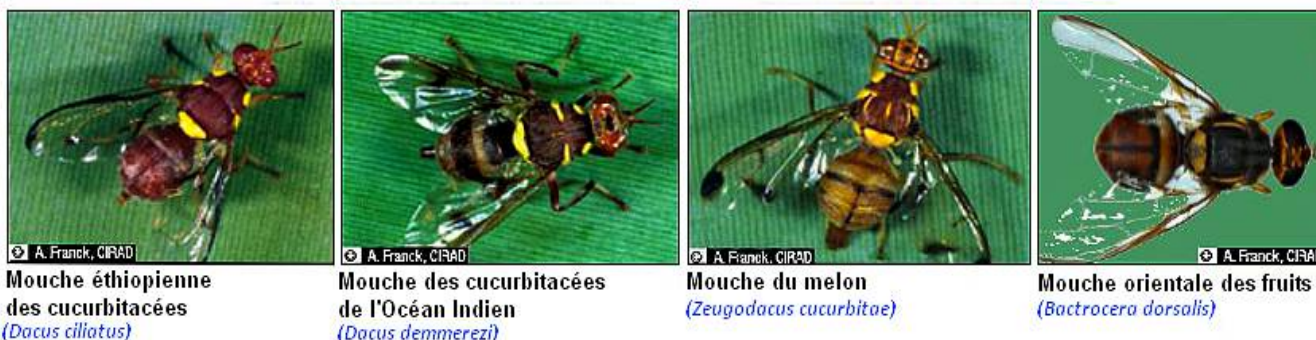 A. Franck, CIRAD
Mouche éthiopienne
des cucurbitacées
(Dacus ciliatus)
A. Franck, CIRAD
Mouche des cucurbitacées
de l'Océan Indien
(Dacus demmerezi)
A. Franck, CIRAD
Mouche du melon
(Zeugodacus cucurbitae)
A. Franck, CIRA
Mouche orientale des fruits
(Bactrocera dorsalis)